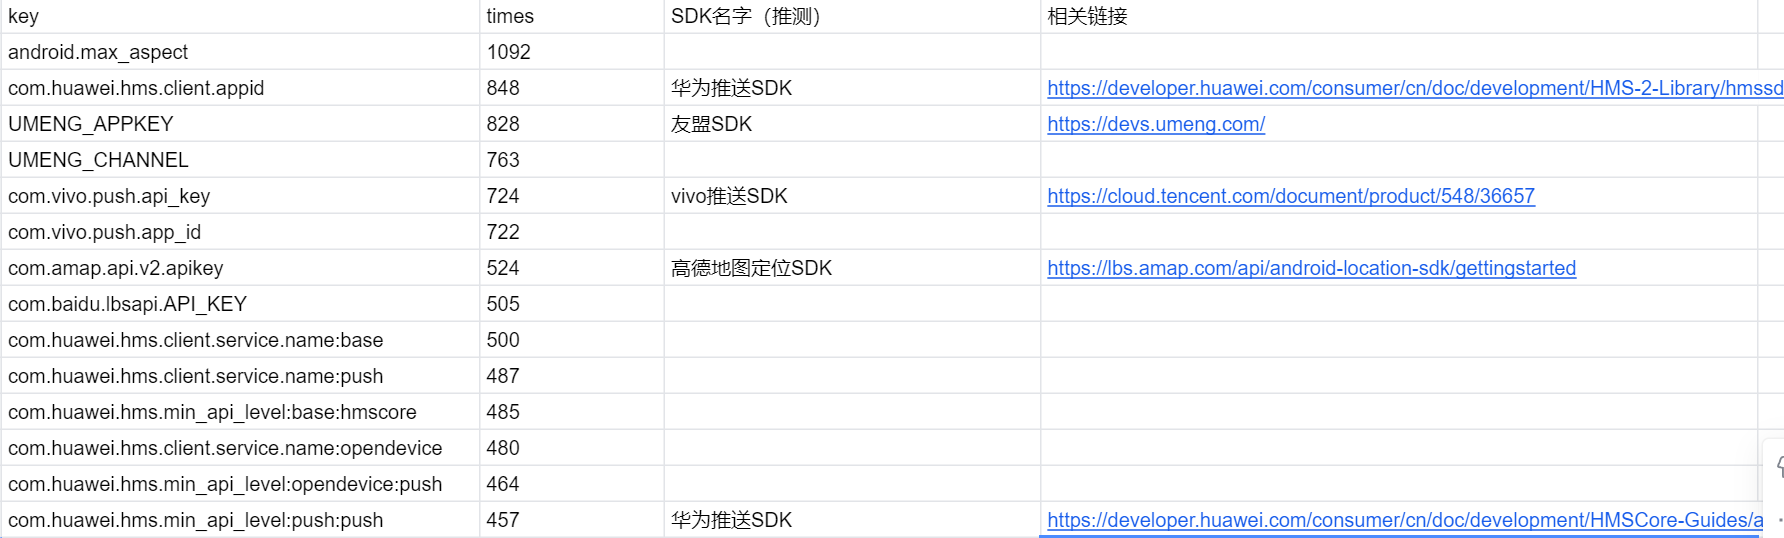 key times SDK名字（推测） 相关链接
android.max_aspect 1092
com.huawei.hms.client.appid 848 华为推送SDK https://developer.huawei.com/consumer/cn/doc/development/HMS-2-Library/hmssd
UMENG_APPKEY 828 友盟SDK https://devs.umeng.com/
UMENG_CHANNEL 763
com.vivo.push.api_key 724 vivo推送SDK https://cloud.tencent.com/document/product/548/36657
com.vivo.push.app_id 722
com.amap.api.v2.apikey 524 高德地图定位SDK https://lbs.amap.com/api/android-location-sdk/gettingstarted
com.baidu.lbsapi.API_KEY 505
com.huawei.hms.client.service.name:base 500
com.huawei.hms.client.service.name:push 487
com.huawei.hms.min_api_level:base:hmscore 485
com.huawei.hms.client.service.name:opendevice 480
com.huawei.hms.min_api_level:opendevice:push 464
com.huawei.hms.min_api_level:push:push 457 华为推送SDK https://developer.huawei.com/consumer/cn/doc/development/HMSCore-Guides/a